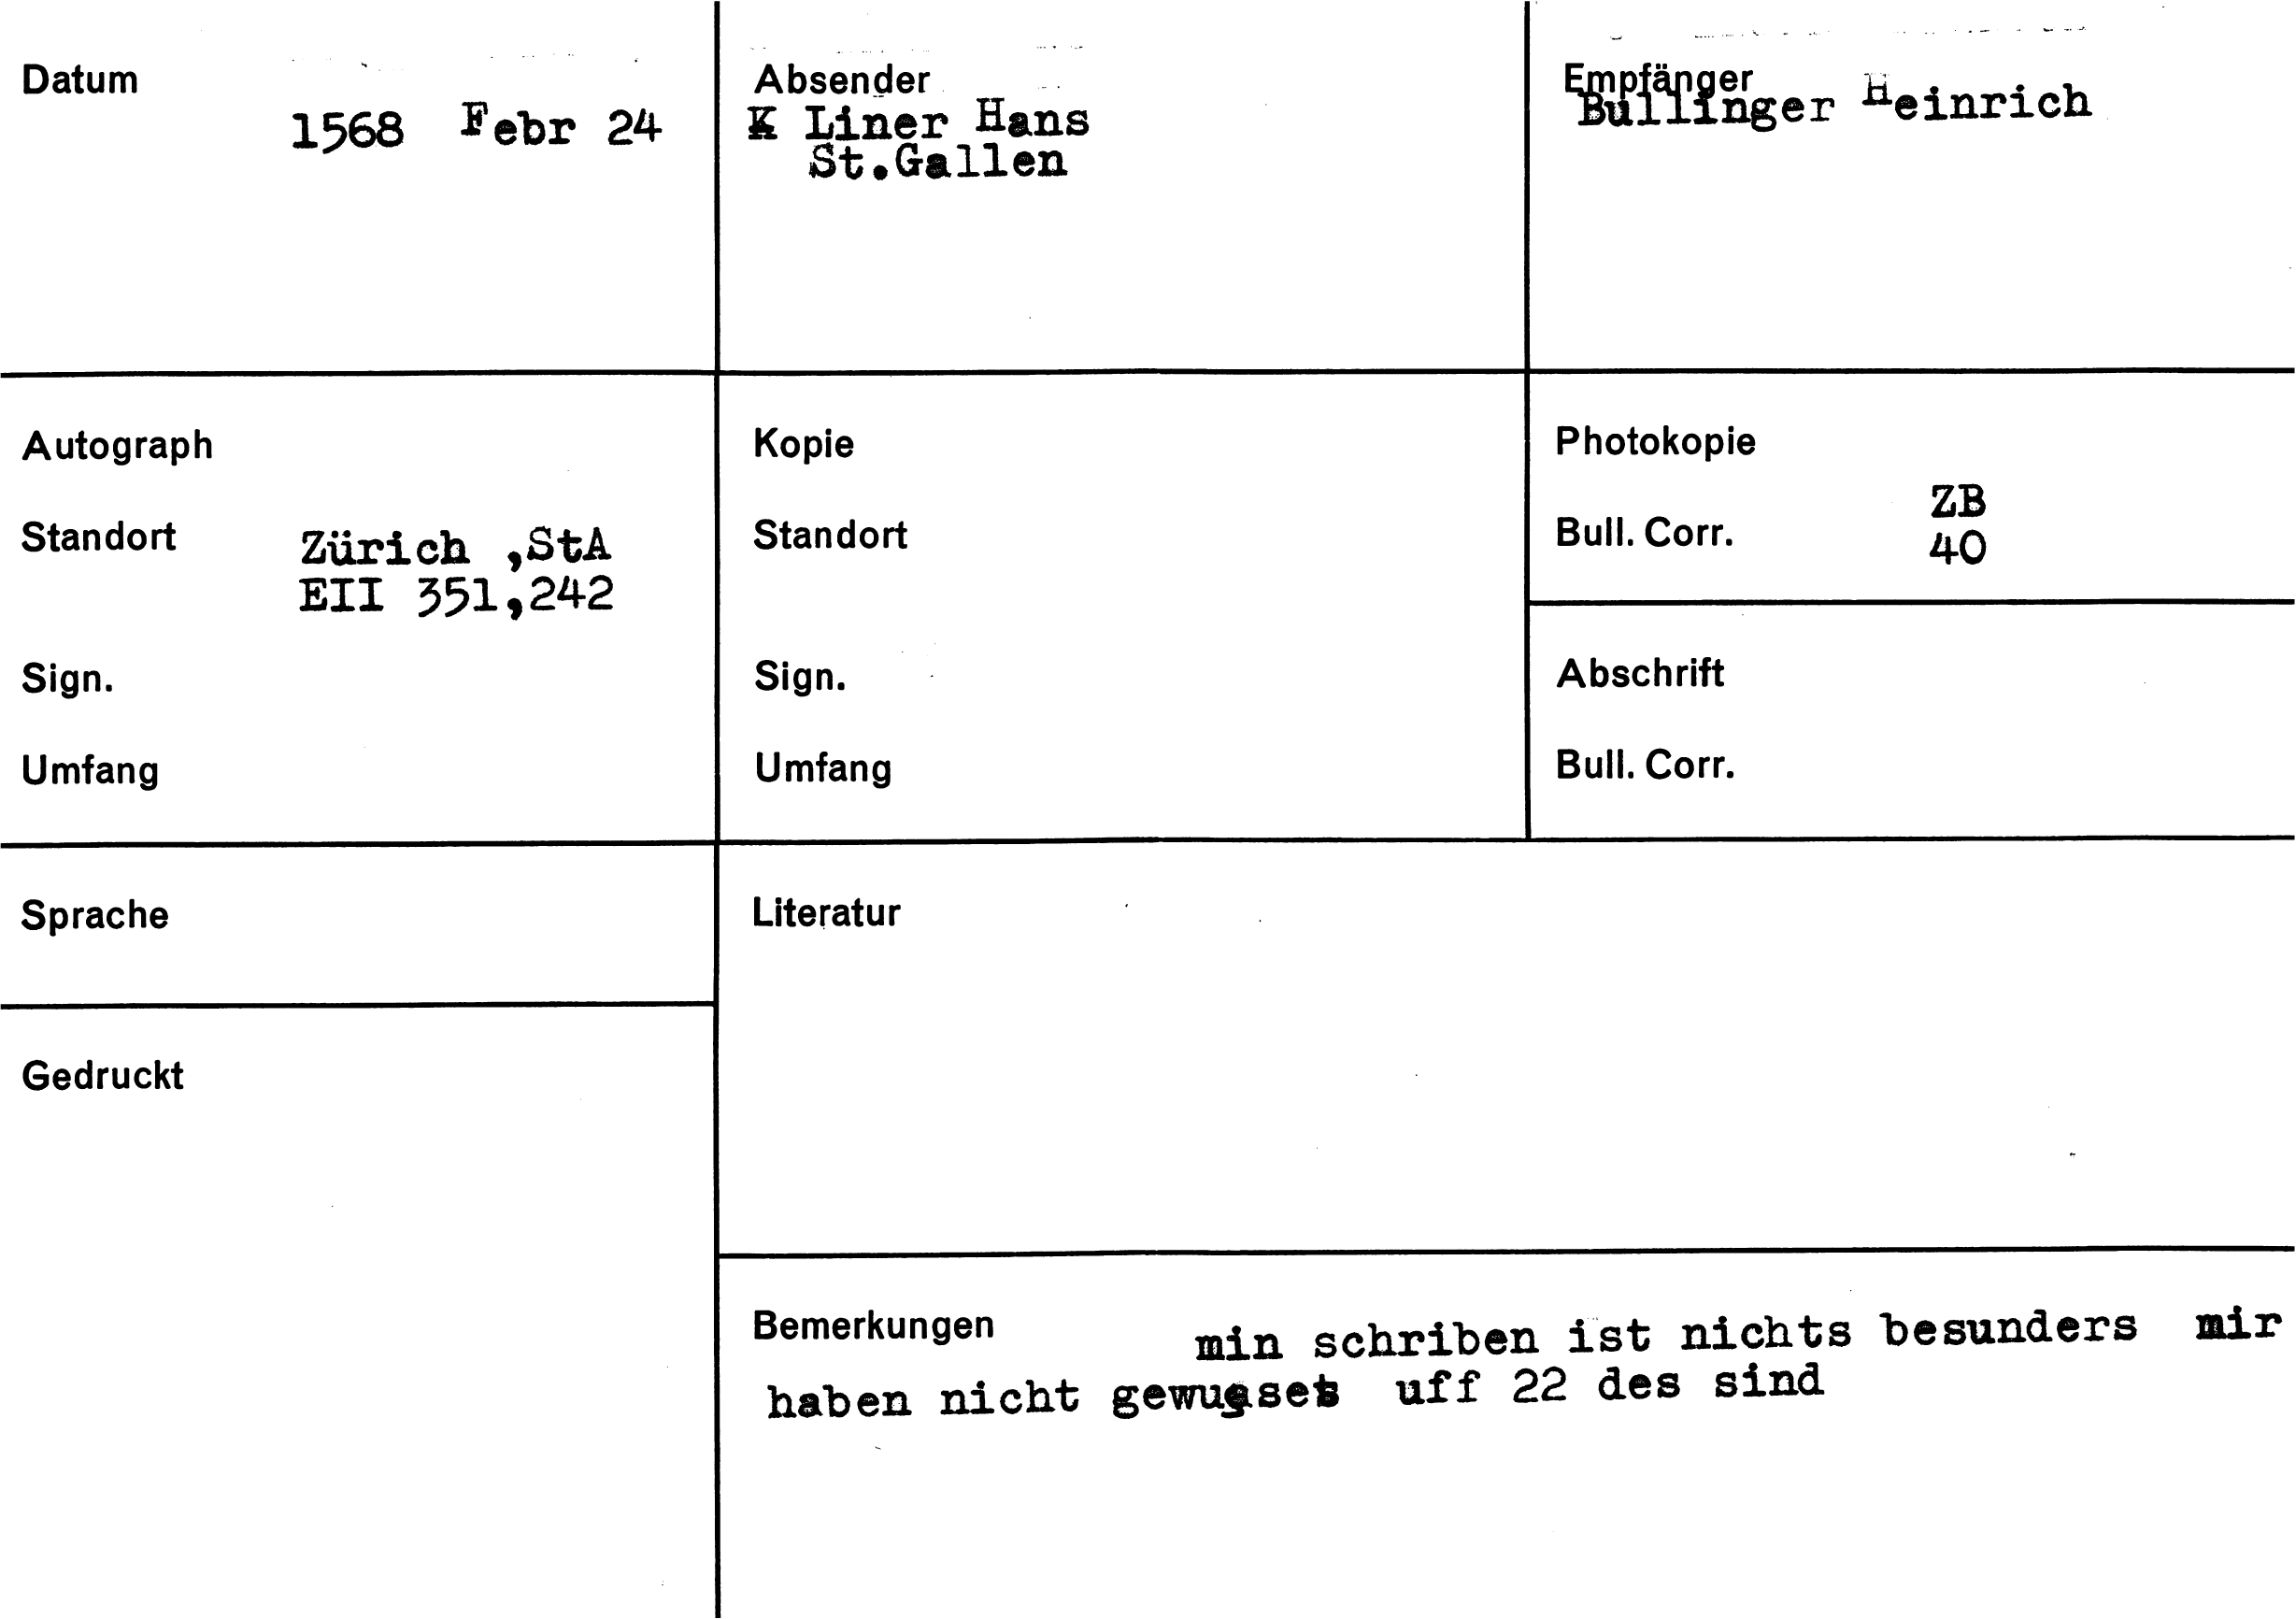 Datum
1568 Febr 24
Absender
Liner Hans
St.Gallen
Empfänger
Bullinger Heinrich
Autograph
Standort
Zürich ,StA
EII 351,242
Sign.
Umfang
Kopie
Standort
Sign.
Umfang
Photokopie
ZB
Bull. Corr.
40
Abschrift
Bull. Corr.
Sprache
Gedruckt
Literatur
Bemerkungen
min schriben ist nichts besunders mir
haben nicht uff 22 des sind